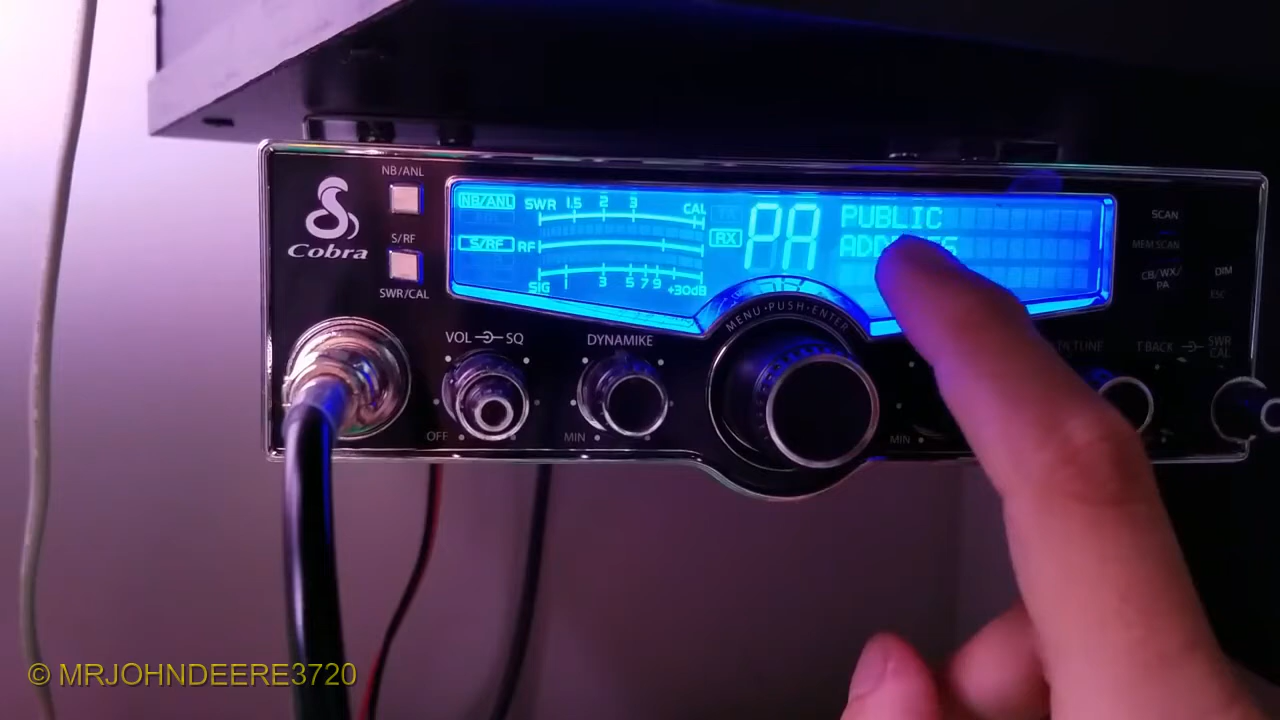 NB/ANL
Cobra
S/RF
SWR/CAL
NB/ANL
SWR 1.5 2 3 CAL
S/RF RF
SIG 3 5 7 9 +30dB
TX
RX
PA
PUBLIC
MENU•PUSH•ENTER
VOL SQ
OFF
DYNAMIKE
MIN
MIN
SCAN
MEM SCAN
CB/WX/
PA
DIM
ESC
SWR
CAL
© MRJOHNDEERE3720